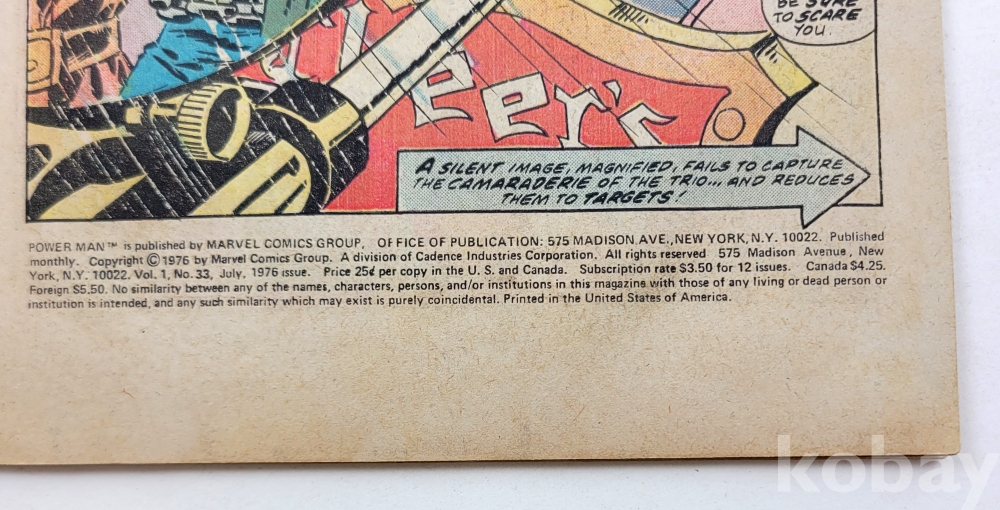 BE SURE
TO SCARE
YOU.
eer's
A SILENT IMAGE, MAGNIFIED, FAILS TO CAPTURE
THE CAMARADERIE OF THE TRIO... AND REDUCES
THEM TO TARGETS!
POWER MAN™ is published by MARVEL COMICS GROUP. OFFICE OF PUBLICATION: 575 MADISON AVE., NEW YORK, N.Y. 10022. Published
monthly. Copyright © 1976 by Marvel Comics Group. A division of Cadence Industries Corporation. All rights reserved 575 Madison Avenue, New
York, N.Y. 10022. Vol. 1, No. 33, July, 1976 issue. Price 25¢ per copy in the U. S. and Canada. Subscription rate $3.50 for 12 issues. Canada $4.25.
Foreign $5.50. No similarity between any of the names, characters, persons, and/or institutions in this magazine with those of any living or dead person or
institution is intended, and any such similarity which may exist is purely coincidental. Printed in the United States of America.
kobay